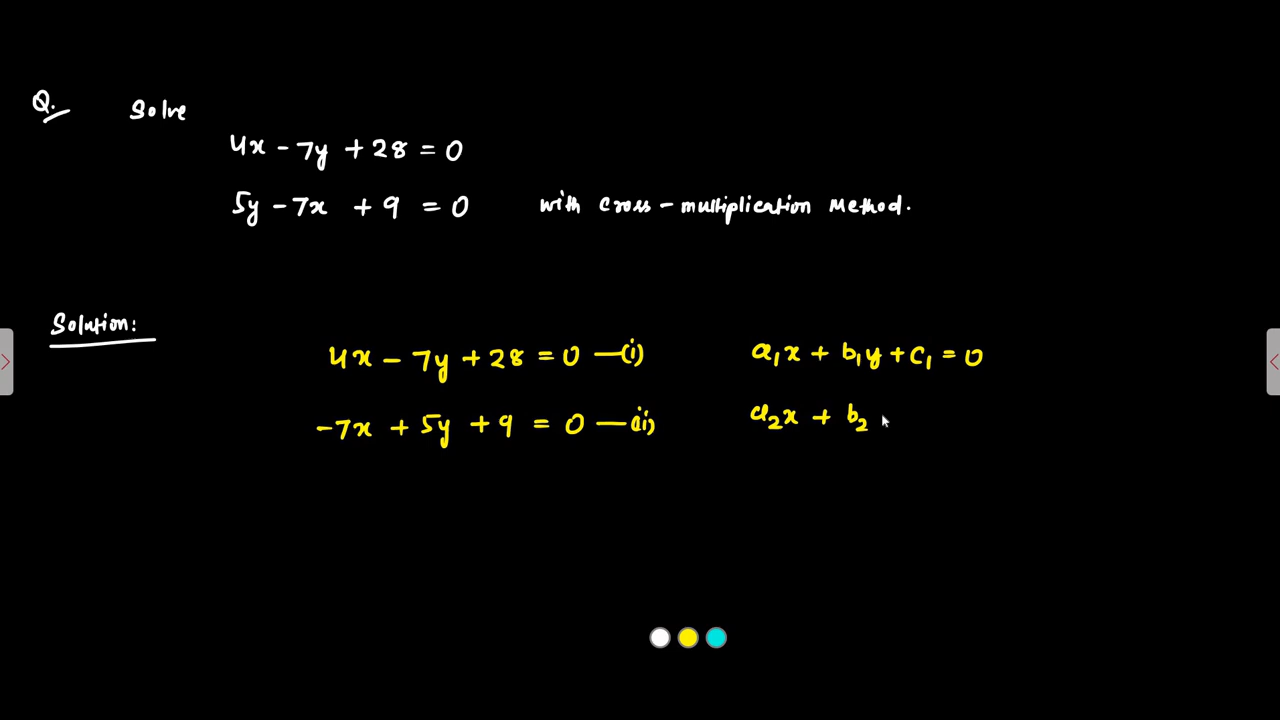 Q. Solve
4x - 7y + 28 = 0
5y - 7x + 9 = 0 with cross - multiplication Method.
Solution:
4x - 7y + 28 = 0 —(i) a₁x + b₁y + c₁ = 0
-7x + 5y + 9 = 0 —(ii) a₂x + b₂